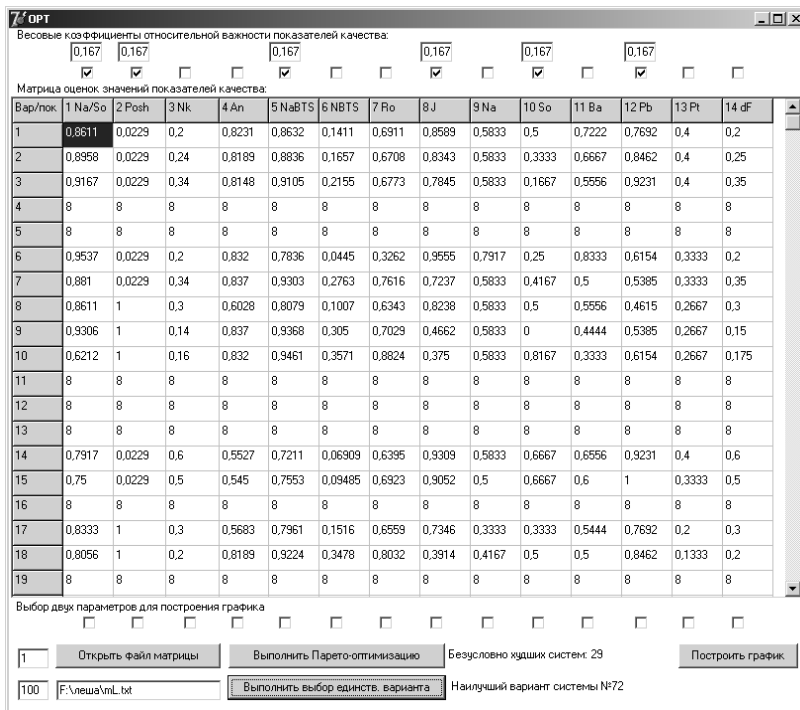 OPT
Весовые коэффициенты относительной важности показателей качества:
0,167 0,167 0,167 0,167 0,167 0,167
Матрица оценок значений показателей качества:
Вар/пок 1 Na/So 2 Posh 3 Nk 4 An 5 NaBTS 6 NBTS 7 Ro 8 J 9 Na 10 So 11 Ba 12 Pb 13 Pt 14 dF
1 0,8611 0,0229 0,2 0,8231 0,8632 0,1411 0,6911 0,8589 0,5833 0,5 0,7222 0,7692 0,4 0,2
2 0,8958 0,0229 0,24 0,8189 0,8836 0,1657 0,6708 0,8343 0,5833 0,3333 0,6667 0,8462 0,4 0,25
3 0,9167 0,0229 0,34 0,8148 0,9105 0,2155 0,6773 0,7845 0,5833 0,1667 0,5556 0,9231 0,4 0,35
4 8 8 8 8 8 8 8 8 8 8 8 8 8 8
5 8 8 8 8 8 8 8 8 8 8 8 8 8 8
6 0,9537 0,0229 0,2 0,832 0,7836 0,0445 0,3262 0,9555 0,7917 0,25 0,8333 0,6154 0,3333 0,2
7 0,881 0,0229 0,34 0,837 0,9303 0,2763 0,7616 0,7237 0,5833 0,4167 0,5 0,5385 0,3333 0,35
8 0,8611 1 0,3 0,6028 0,8079 0,1007 0,6343 0,8238 0,5833 0,5 0,5556 0,4615 0,2667 0,3
9 0,9306 1 0,14 0,837 0,9368 0,305 0,7029 0,4662 0,5833 0 0,4444 0,5385 0,2667 0,15
10 0,6212 1 0,16 0,832 0,9461 0,3571 0,8824 0,375 0,5833 0,8167 0,3333 0,6154 0,2667 0,175
11 8 8 8 8 8 8 8 8 8 8 8 8 8 8
12 8 8 8 8 8 8 8 8 8 8 8 8 8 8
13 8 8 8 8 8 8 8 8 8 8 8 8 8 8
14 0,7917 0,0229 0,6 0,5527 0,7211 0,06909 0,6395 0,9309 0,5833 0,6667 0,6556 0,9231 0,4 0,6
15 0,75 0,0229 0,5 0,545 0,7553 0,09485 0,6923 0,9052 0,5 0,6667 0,6 1 0,3333 0,5
16 8 8 8 8 8 8 8 8 8 8 8 8 8 8
17 0,8333 1 0,3 0,5683 0,7961 0,1516 0,6559 0,7346 0,3333 0,3333 0,5444 0,7692 0,2 0,3
18 0,8056 1 0,2 0,8189 0,9224 0,3478 0,8032 0,3914 0,4167 0,5 0,5 0,8462 0,1333 0,2
19 8 8 8 8 8 8 8 8 8 8 8 8 8 8
Выбор двух параметров для построения графика
1 Открыть файл матрицы Выполнить Парето-оптимизацию Безусловно худших систем: 29 Построить график
100 F:\леша\mL.txt Выполнить выбор единств. варианта Наилучший вариант системы №72